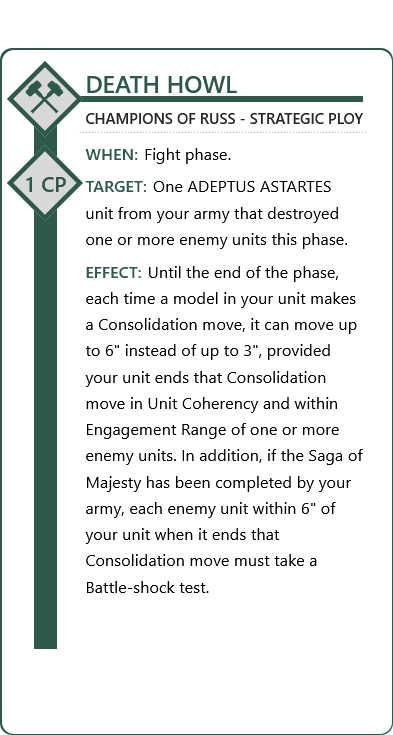 DEATH HOWL
CHAMPIONS OF RUSS - STRATEGIC PLOY
1 CP
WHEN: Fight phase.
TARGET: One ADEPTUS ASTARTES
unit from your army that destroyed
one or more enemy units this phase.
EFFECT: Until the end of the phase,
each time a model in your unit makes
a Consolidation move, it can move up
to 6" instead of up to 3", provided
your unit ends that Consolidation
move in Unit Coherency and within
Engagement Range of one or more
enemy units. In addition, if the Saga of
Majesty has been completed by your
army, each enemy unit within 6" of
your unit when it ends that
Consolidation move must take a
Battle-shock test.